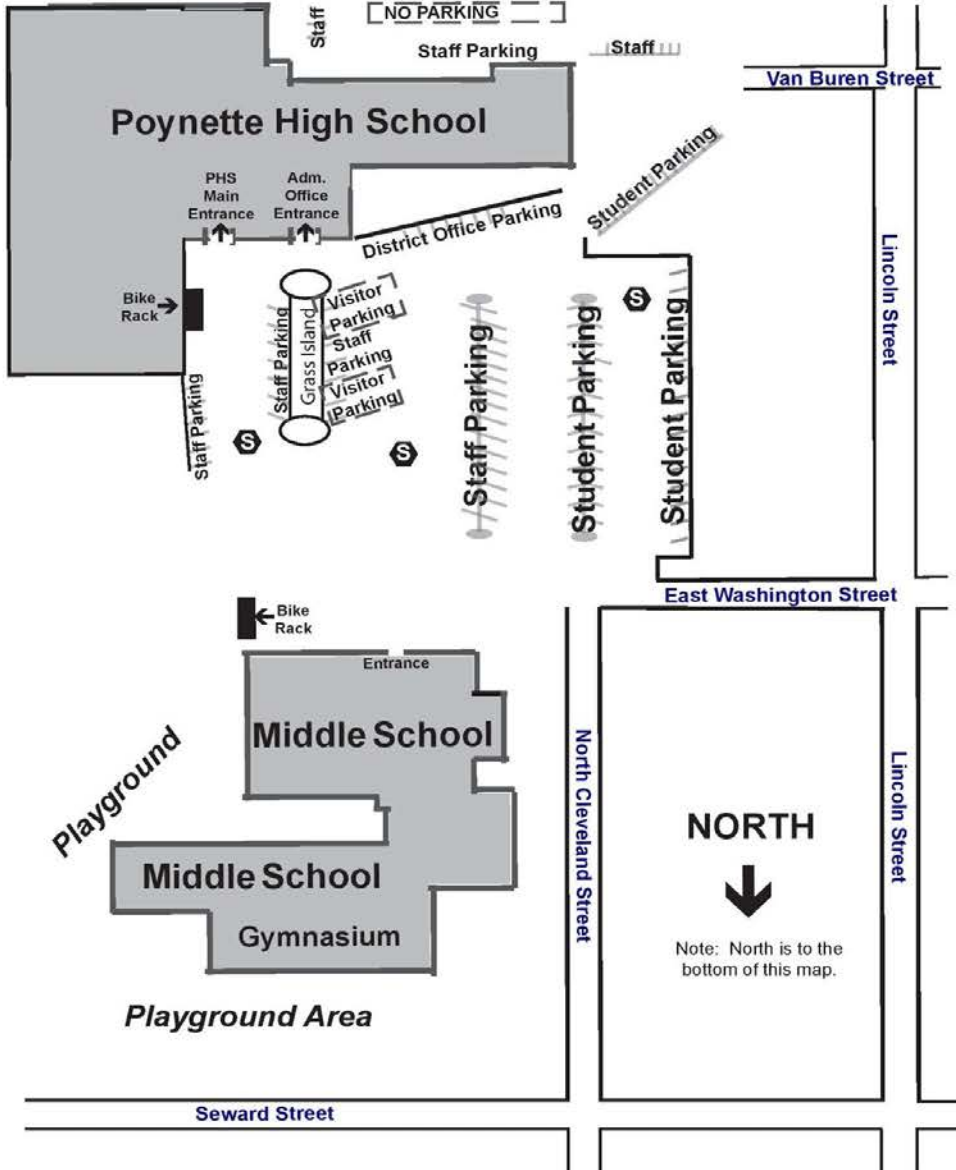 Staff
NO PARKING
Staff Parking
Staff
Van Buren Street
Poynette High School
PHS
Main
Entrance
Adm.
Office
Entrance
Student Parking
District Office Parking
Lincoln Street
Bike
Rack
Staff Parking
Grass Island
Visitor
Parking
Staff
Parking
Visitor
Parking
Staff Parking
S
S
Staff Parking
Student Parking
S
Student Parking
East Washington Street
Bike
Rack
Entrance
Middle School
Playground
North Cleveland Street
Lincoln Street
NORTH
Note: North is to the
bottom of this map.
Middle School
Gymnasium
Playground Area
Seward Street